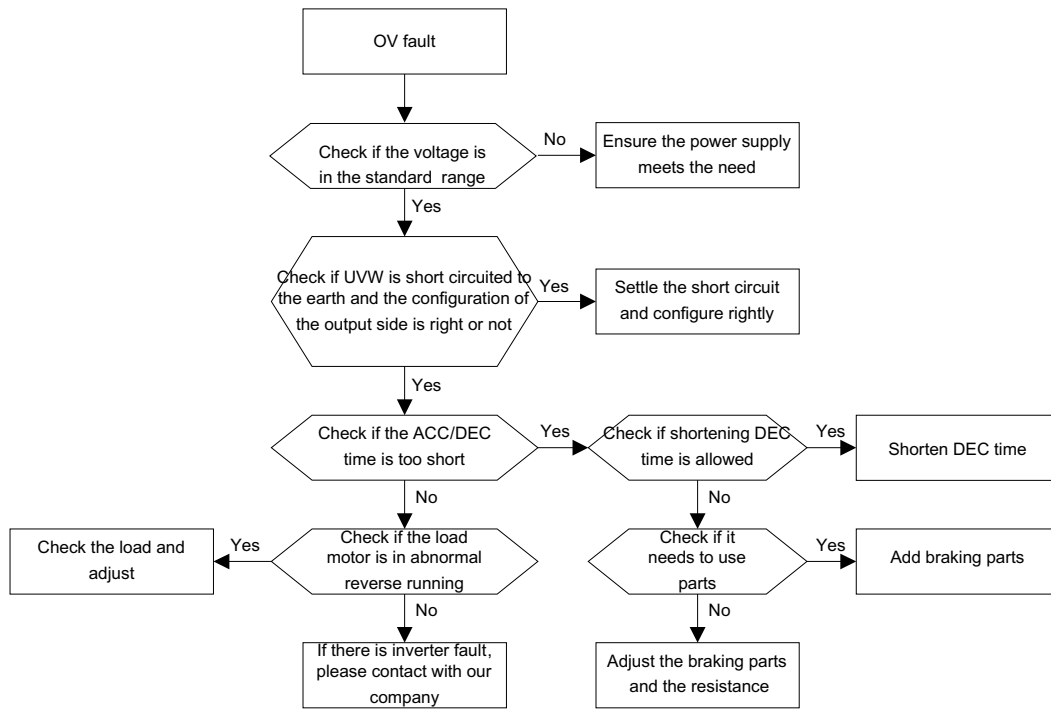 OV fault
Check if the voltage is
in the standard range
No
Ensure the power supply
meets the need
Yes
Check if UVW is short circuited to
the earth and the configuration of
the output side is right or not
Yes
Settle the short circuit
and configure rightly
Yes
Check if the ACC/DEC
time is too short
Yes
Check if shortening DEC
time is allowed
Yes
Shorten DEC time
No
No
Check the load and
adjust
Yes
Check if the load
motor is in abnormal
reverse running
Check if it
needs to use
parts
Yes
Add braking parts
No
No
If there is inverter fault,
please contact with our
company
Adjust the braking parts
and the resistance